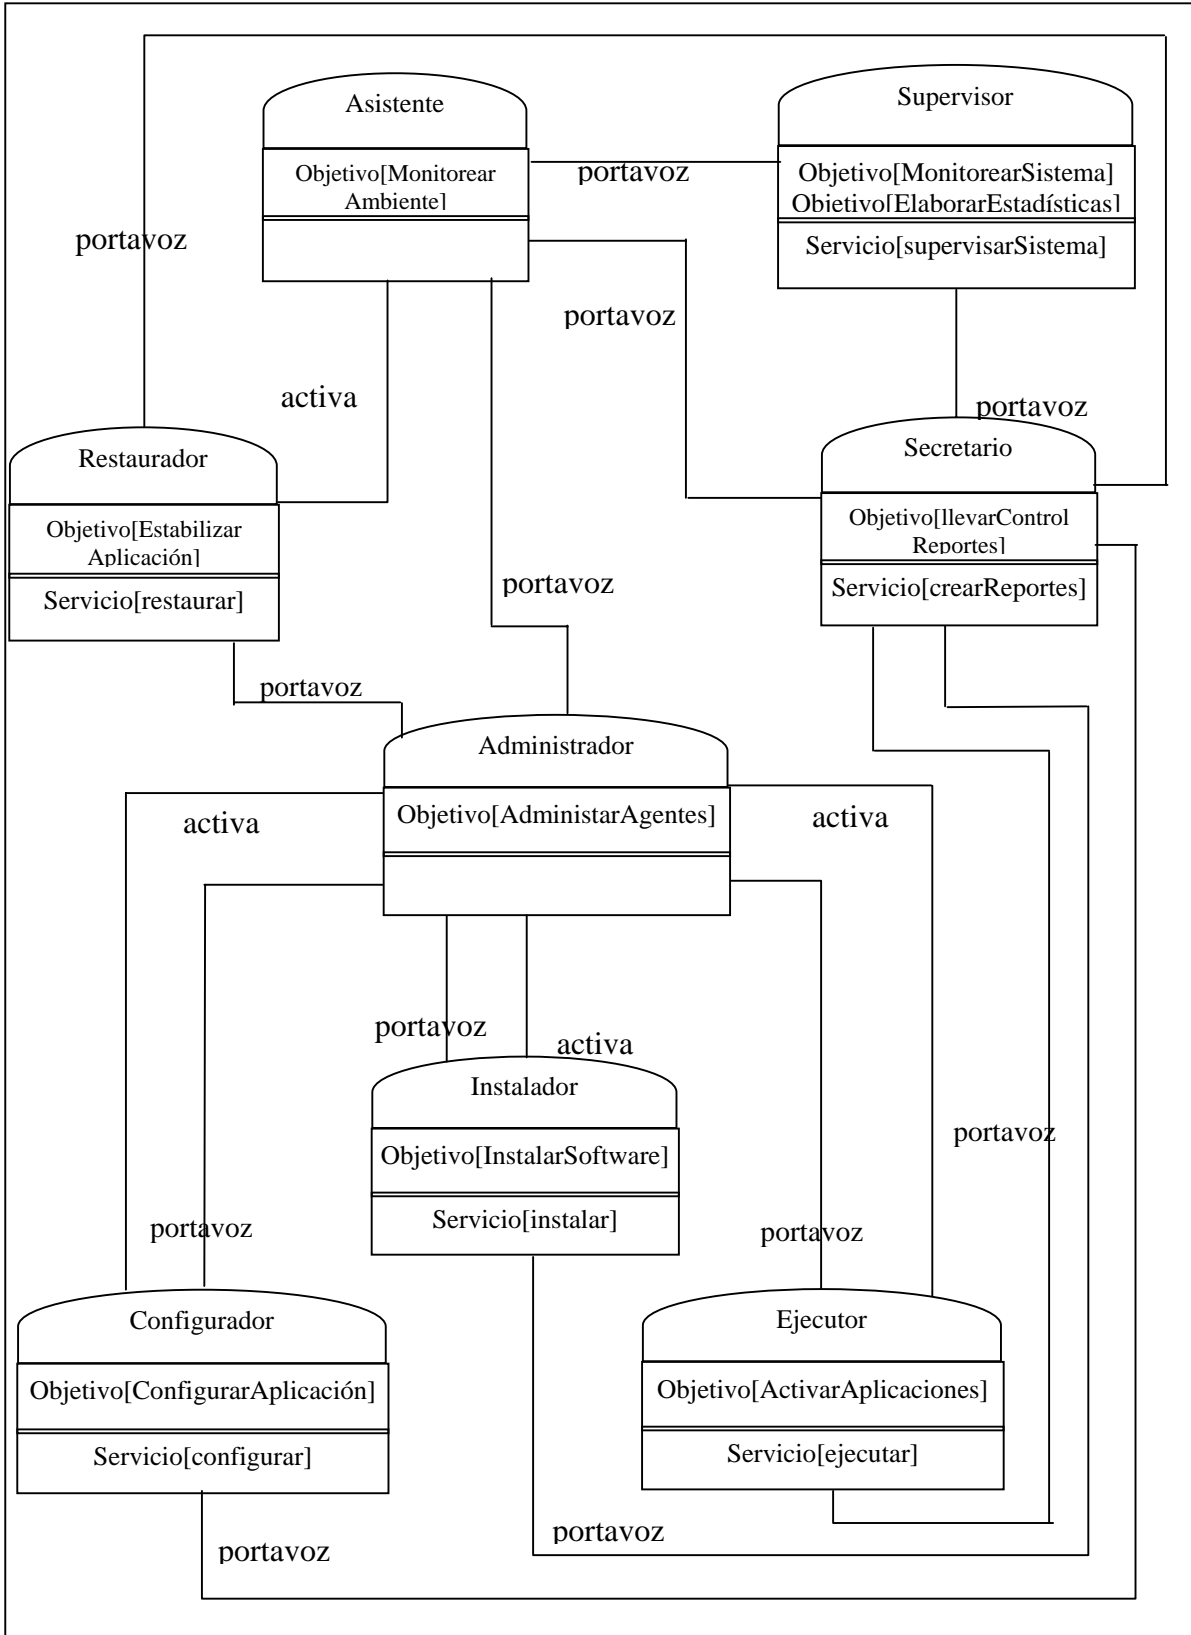 Asistente
Objetivo[Monitorear
Ambiente]
Supervisor
Objetivo[MonitorearSistema]
Objetivo[ElaborarEstadísticas]
Servicio[supervisarSistema]
portavoz
portavoz
portavoz
activa
portavoz
Restaurador
Objetivo[Estabilizar
Aplicación]
Servicio[restaurar]
Secretario
Objetivo[llevarControl
Reportes]
Servicio[crearReportes]
portavoz
portavoz
Administrador
Objetivo[AdministarAgentes]
activa
activa
portavoz
activa
Instalador
Objetivo[InstalarSoftware]
Servicio[instalar]
portavoz
portavoz
portavoz
Configurador
Objetivo[ConfigurarAplicación]
Servicio[configurar]
Ejecutor
Objetivo[ActivarAplicaciones]
Servicio[ejecutar]
portavoz
portavoz